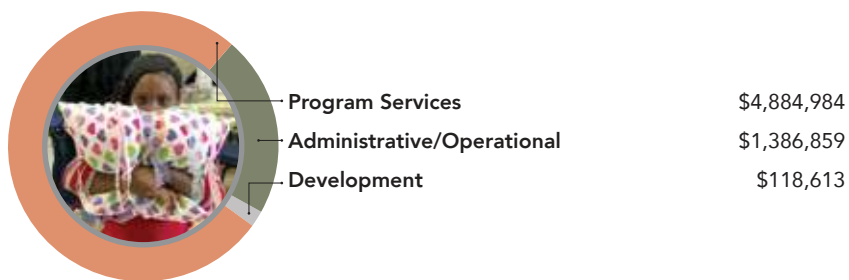 Program Services $4,884,984
Administrative/Operational $1,386,859
Development $118,613